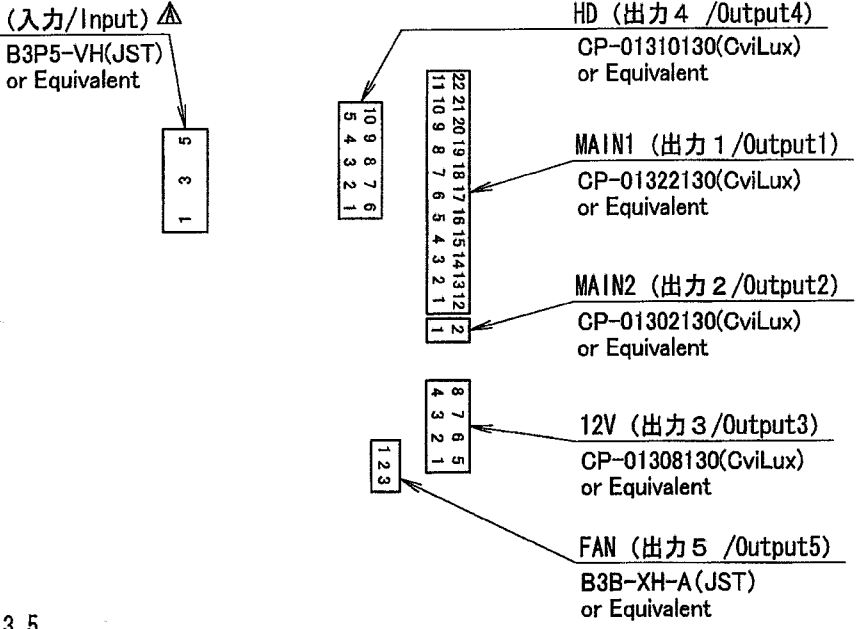 (入力/Input) A
B3P5-VH(JST)
or Equivalent
5 3 1
HD (出力4 /Output4)
CP-01310130(CviLux)
or Equivalent
10 9 8 7 6
5 4 3 2 1
22 21 20 19 18 17 16 15 14 13 12
11 10 9 8 7 6 5 4 3 2 1
MAIN1 (出力1/Output1)
CP-01322130(CviLux)
or Equivalent
MAIN2 (出力2/Output2)
CP-01302130(CviLux)
or Equivalent
2
1
8 7 6 5
4 3 2 1
12V (出力3/Output3)
CP-01308130(CviLux)
or Equivalent
1 2 3
FAN (出力5 /Output5)
B3B-XH-A(JST)
or Equivalent
3.5